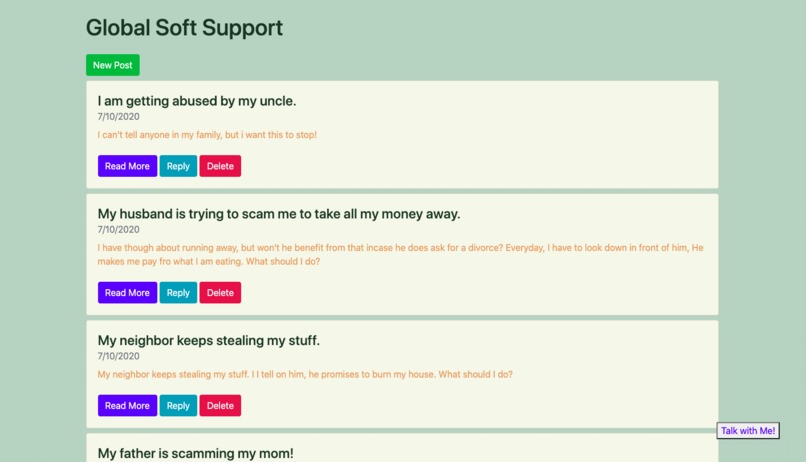 Global Soft Support
New Post
I am getting abused by my uncle.
7/10/2020
I can't tell anyone in my family, but i want this to stop!
Read More Reply Delete
My husband is trying to scam me to take all my money away.
7/10/2020
I have though about running away, but won't he benefit from that incase he does ask for a divorce? Everyday, I have to look down in front of him, He
makes me pay fro what I am eating. What should I do?
Read More Reply Delete
My neighbor keeps stealing my stuff.
7/10/2020
My neighbor keeps stealing my stuff. I I tell on him, he promises to burn my house. What should I do?
Read More Reply Delete
Talk with Me!
My father is scamming my mom!